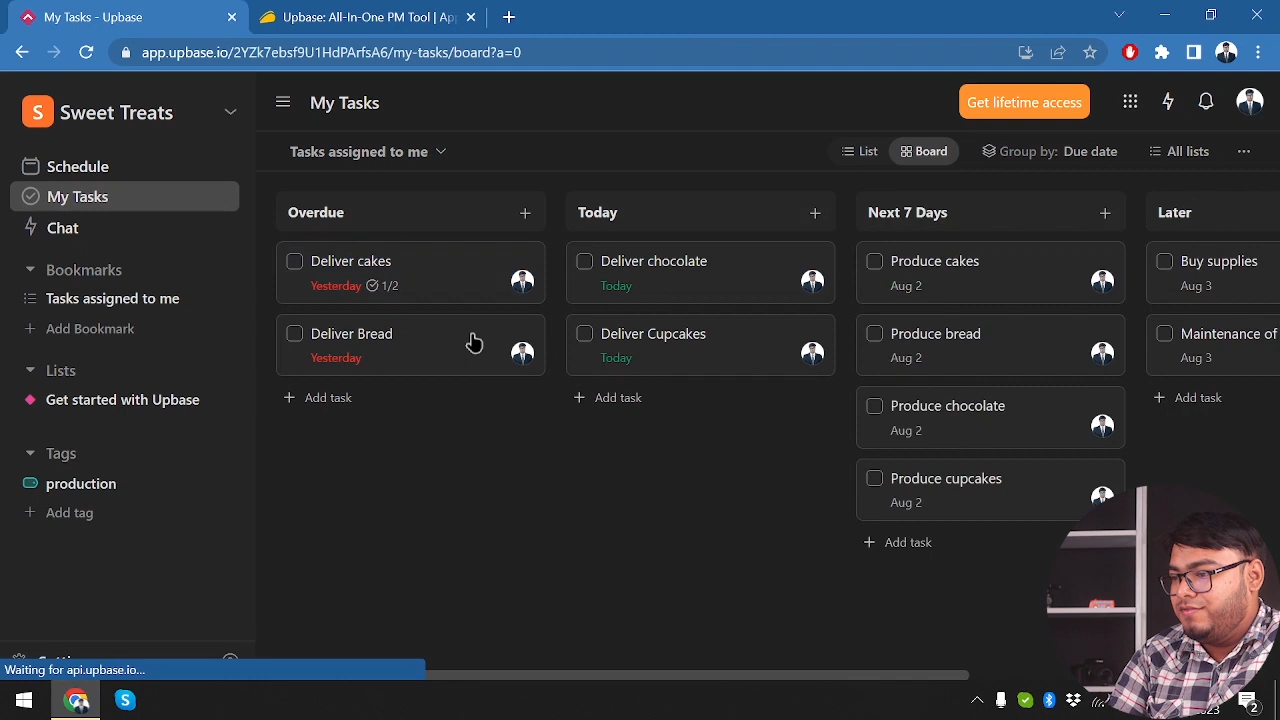 My Tasks - Upbase
Upbase: All-In-One PM Tool | Ap
app.upbase.io/2YZk7ebsf9U1HdPArfsA6/my-tasks/board?a=0
S Sweet Treats
My Tasks
Get lifetime access
Schedule
My Tasks
Chat
Bookmarks
Tasks assigned to me
Add Bookmark
Lists
Get started with Upbase
Tags
production
Add tag
Tasks assigned to me
List
Board
Group by: Due date
All lists
Overdue
Deliver cakes
Yesterday 1/2
Deliver Bread
Yesterday
Add task
Today
Deliver chocolate
Today
Deliver Cupcakes
Today
Add task
Next 7 Days
Produce cakes
Aug 2
Produce bread
Aug 2
Produce chocolate
Aug 2
Produce cupcakes
Aug 2
Add task
Later
Buy supplies
Aug 3
Maintenance of
Aug 3
Add task
Waiting for api.upbase.io...
2